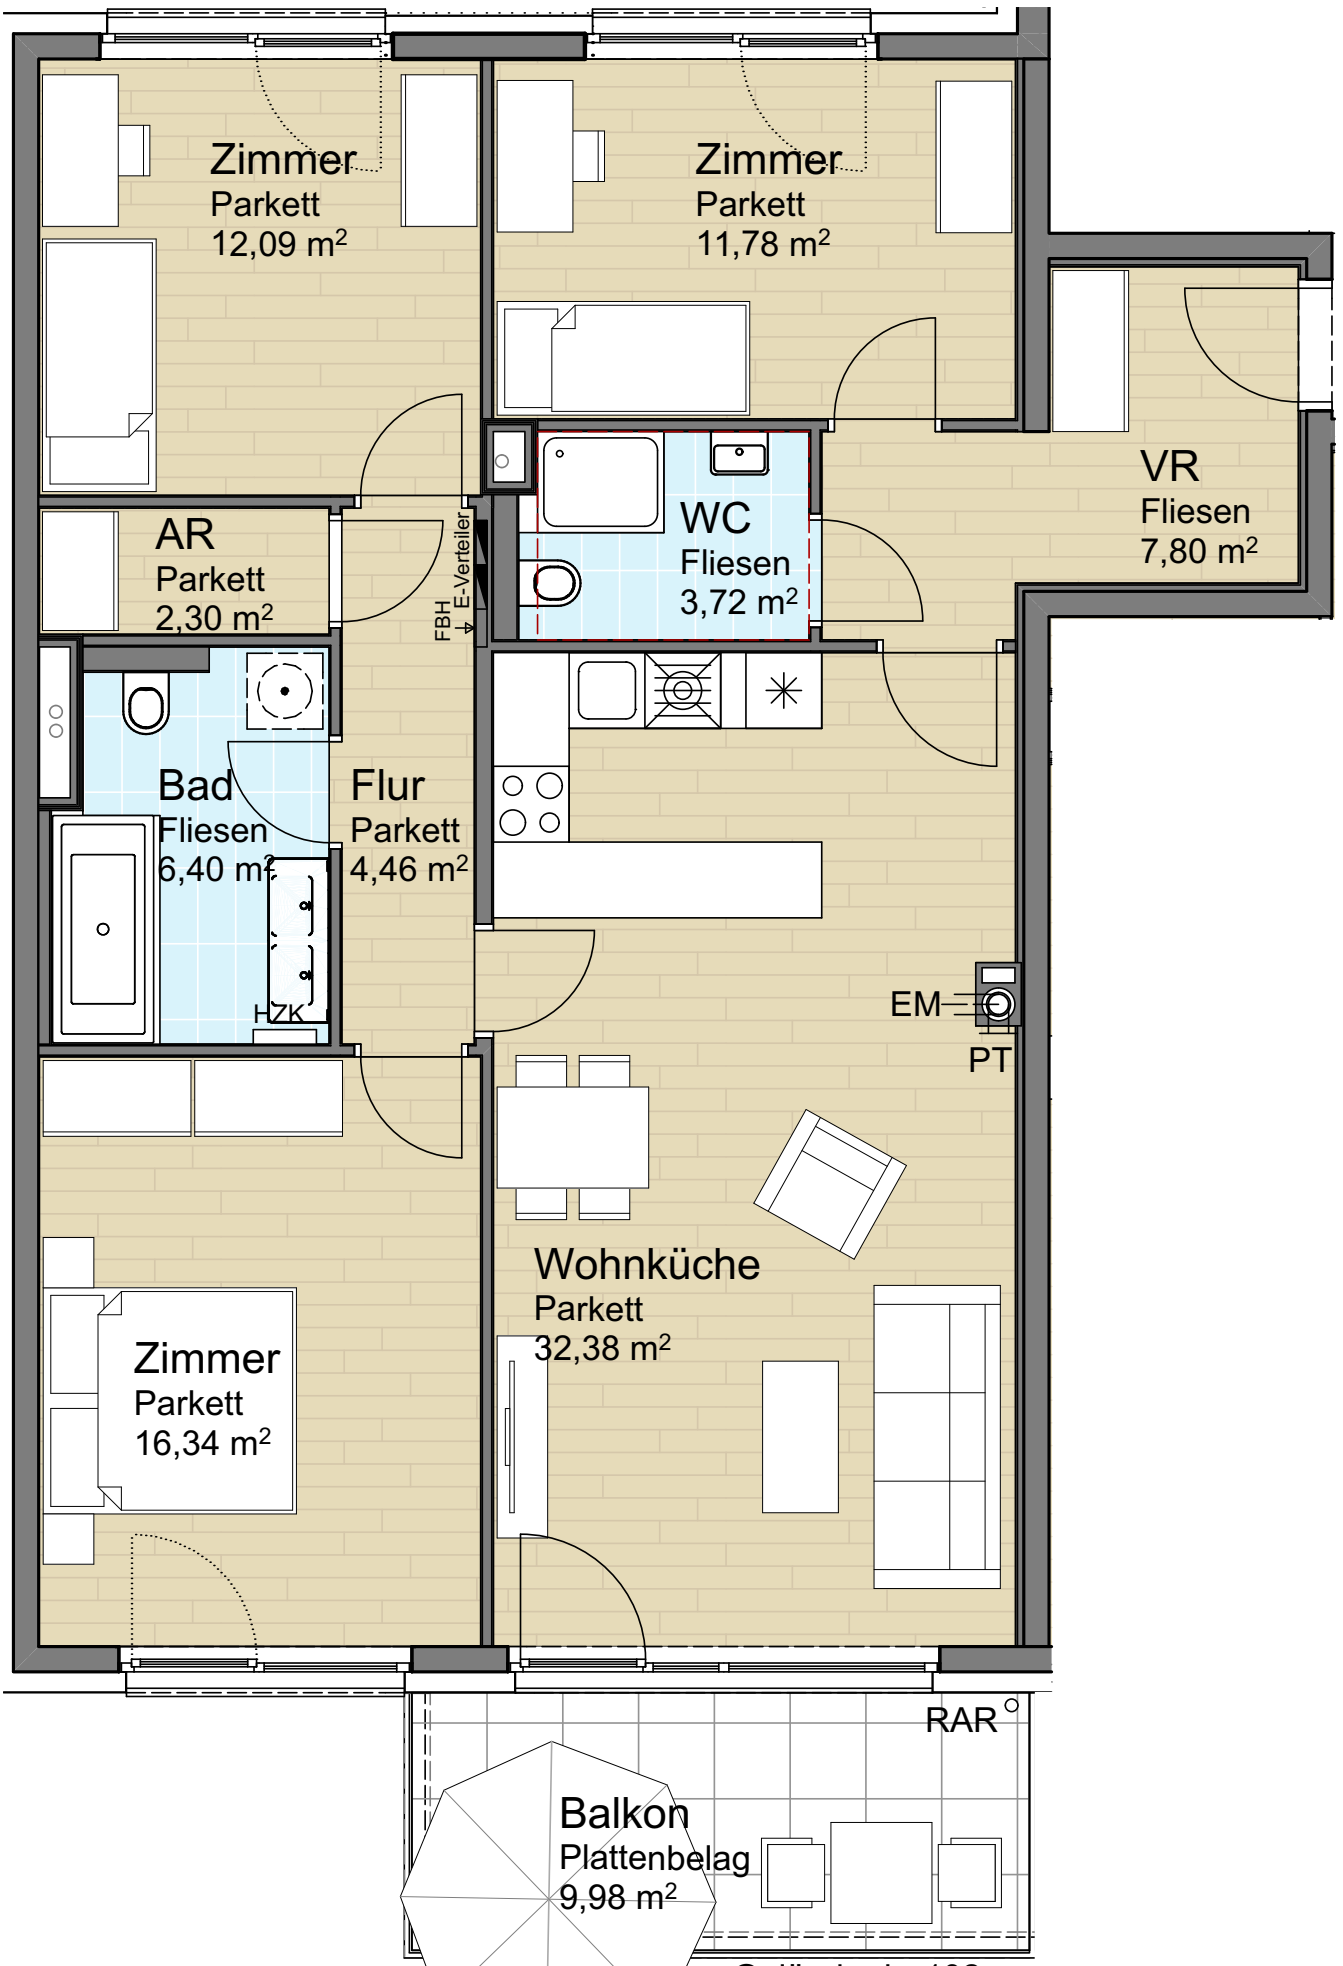 Zimmer
Parkett
12,09 m²
Zimmer
Parkett
11,78 m²
VR
Fliesen
7,80 m²
AR
Parkett
2,30 m²
E-Verteiler
FBH
WC
Fliesen
3,72 m²
Bad
Fliesen
6,40 m²
Flur
Parkett
4,46 m²
HZK
EM
PT
Wohnküche
Parkett
32,38 m²
Zimmer
Parkett
16,34 m²
RAR
Balkon
Plattenbelag
9,98 m²